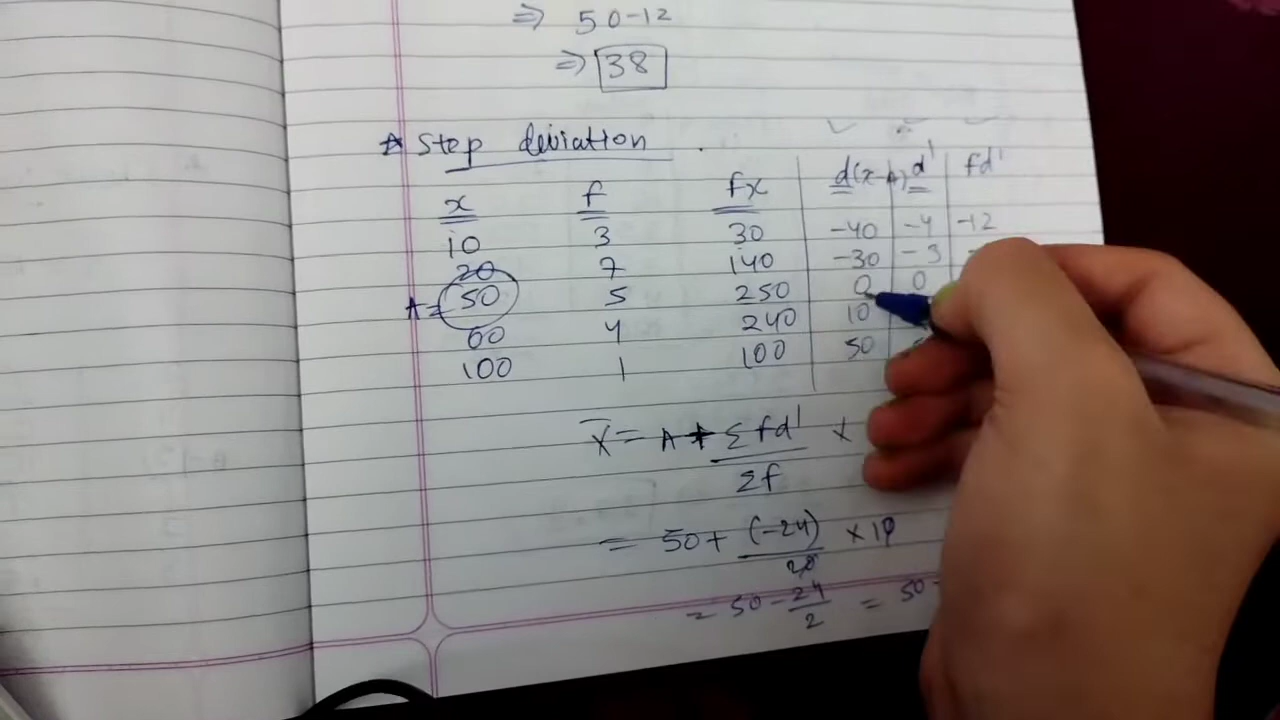 ⇒ 50-12
⇒ 38
* Step deviation
x f fx d(x-A) d' fd'
10 3 30 -40 -4 -12
20 7 140 -30 -3
A= 50 5 250 0 0
60 4 240 10
100 1 100 50
X̄ = A + Σfd' ×
Σf
= 50+ (-24) × 10
20
= 50 - 24 = 50
2